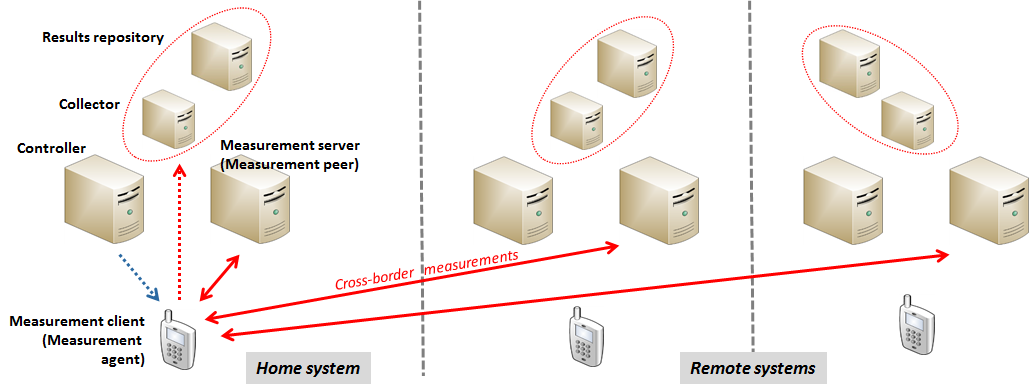 Results repository
Collector
Controller
Measurement server
(Measurement peer)
Cross-border measurements
Measurement client
(Measurement
agent)
Home system
Remote systems